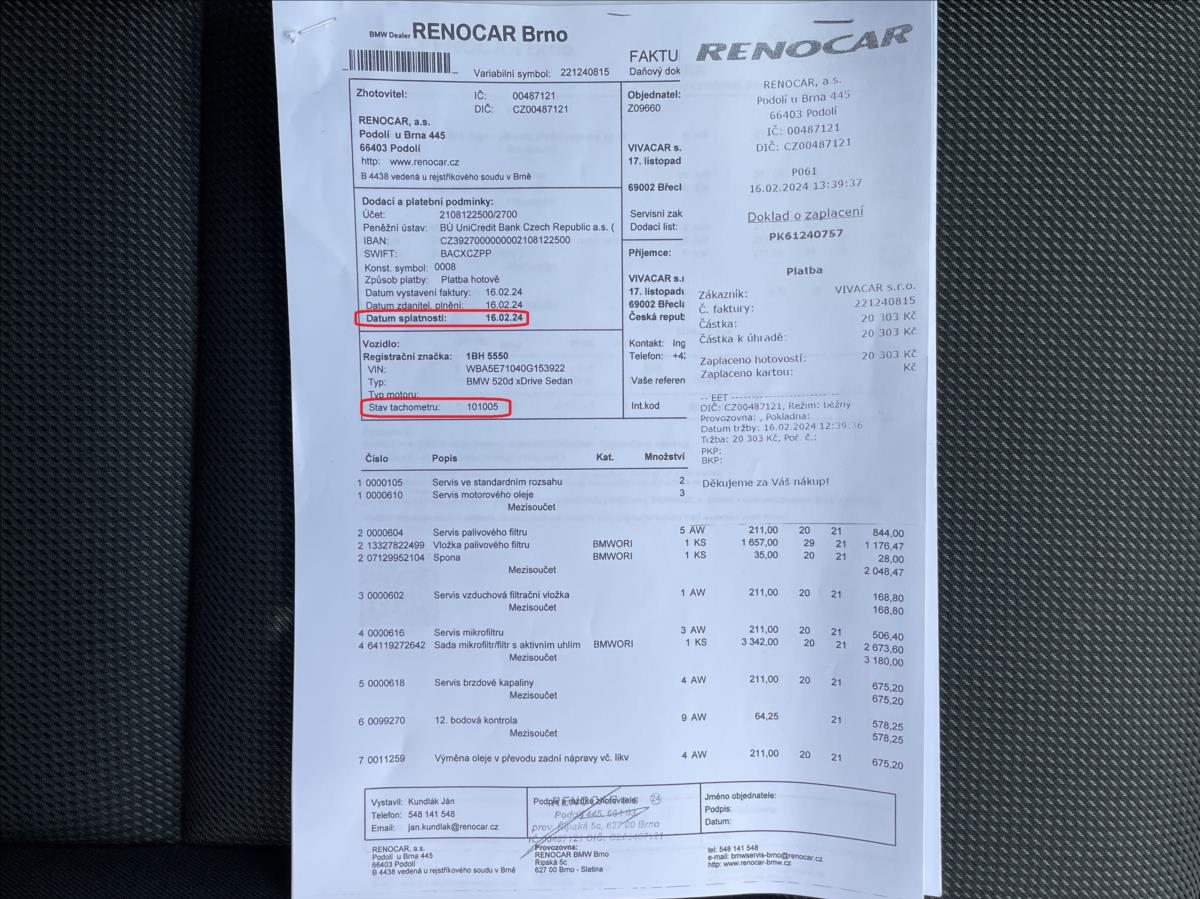 BMW Dealer RENOCAR Brno
Variabilní symbol: 221240815
FAKTU
Daňový dok
Zhotovitel:
IČ: 00487121
DIČ: CZ00487121
RENOCAR, a.s.
Podolí u Brna 445
66403 Podolí
http: www.renocar.cz
B 4438 vedená u rejstříkového soudu v Brně
Objednatel:
Z09660
VIVACAR s.
17. listopad
69002 Břecl
Servisní zak
Dodací list:
Dodací a platební podmínky:
Účet: 2108122500/2700
Peněžní ústav: BÚ UniCredit Bank Czech Republic a.s. (
IBAN: CZ3927000000002108122500
SWIFT: BACXCZPP
Konst. symbol: 0008
Způsob platby: Platba hotově
Datum vystavení faktury: 16.02.24
Datum zdanitel. plnění: 16.02.24
Datum splatnosti: 16.02.24
Příjemce:
VIVACAR s.r
17. listopadu
69002 Břecla
Česká repub
Vozidlo:
Registrační značka: 1BH 5550
VIN: WBA5E71040G153922
Typ: BMW 520d xDrive Sedan
Typ motoru:
Stav tachometru: 101005
Kontakt: Ing
Telefon: +42
Vaše referen
Int.kod
RENOCAR
RENOCAR, a.s.
Podolí u Brna 445
66403 Podolí
IČ: 00487121
DIČ: CZ00487121
P061
16.02.2024 13:39:37
Doklad o zaplacení
PK61240757
Platba
Zákazník: VIVACAR s.r.o.
Č. faktury: 221240815
Částka: 20 303 Kč
Částka k úhradě: 20 303 Kč
Zaplaceno hotovostí: 20 303 Kč
Zaplaceno kartou: Kč
-- EET --
DIČ: CZ00487121, Režim: běžný
Provozovna: , Pokladna:
Datum tržby: 16.02.2024 12:39:36
Tržba: 20 303 Kč, Poř. č.:
PKP:
BKP:
Děkujeme za Váš nákup!
Číslo Popis Kat. Množství
1 0000105 Servis ve standardním rozsahu 2
1 0000610 Servis motorového oleje 3
Mezisoučet
2 0000604 Servis palivového filtru 5 AW 211,00 20 21 844,00
2 13327822499 Vložka palivového filtru BMWORI 1 KS 1 657,00 29 21 1 176,47
2 07129952104 Spona BMWORI 1 KS 35,00 20 21 28,00
Mezisoučet 2 048,47
3 0000602 Servis vzduchová filtrační vložka 1 AW 211,00 20 21 168,80
Mezisoučet 168,80
4 0000616 Servis mikrofiltru 3 AW 211,00 20 21 506,40
4 64119272642 Sada mikrofiltr/filtr s aktivním uhlím BMWORI 1 KS 3 342,00 20 21 2 673,60
Mezisoučet 3 180,00
5 0000618 Servis brzdové kapaliny 4 AW 211,00 20 21 675,20
Mezisoučet 675,20
6 0099270 12. bodová kontrola 9 AW 64,25 21 578,25
Mezisoučet 578,25
7 0011259 Výměna oleje v převodu zadní nápravy vč. likv 4 AW 211,00 20 21 675,20
Vystavil: Kundlák Ján
Telefon: 548 141 548
Email: jan.kundlak@renocar.cz
Podpis a razítko zhotovitele
24
Podolí 445, 664 03
prov. Řipská 5c, 627 00 Brno
Jméno objednatele:
Podpis:
Datum:
RENOCAR, a.s.
Podolí u Brna 445
66403 Podolí
B 4438 vedená u rejstříkového soudu v Brně
Provozovna:
RENOCAR BMW Brno
Řipská 5c
627 00 Brno - Slatina
tel: 548 141 548
e-mail: bmwservis-brno@renocar.cz
http: www.renocar-bmw.cz